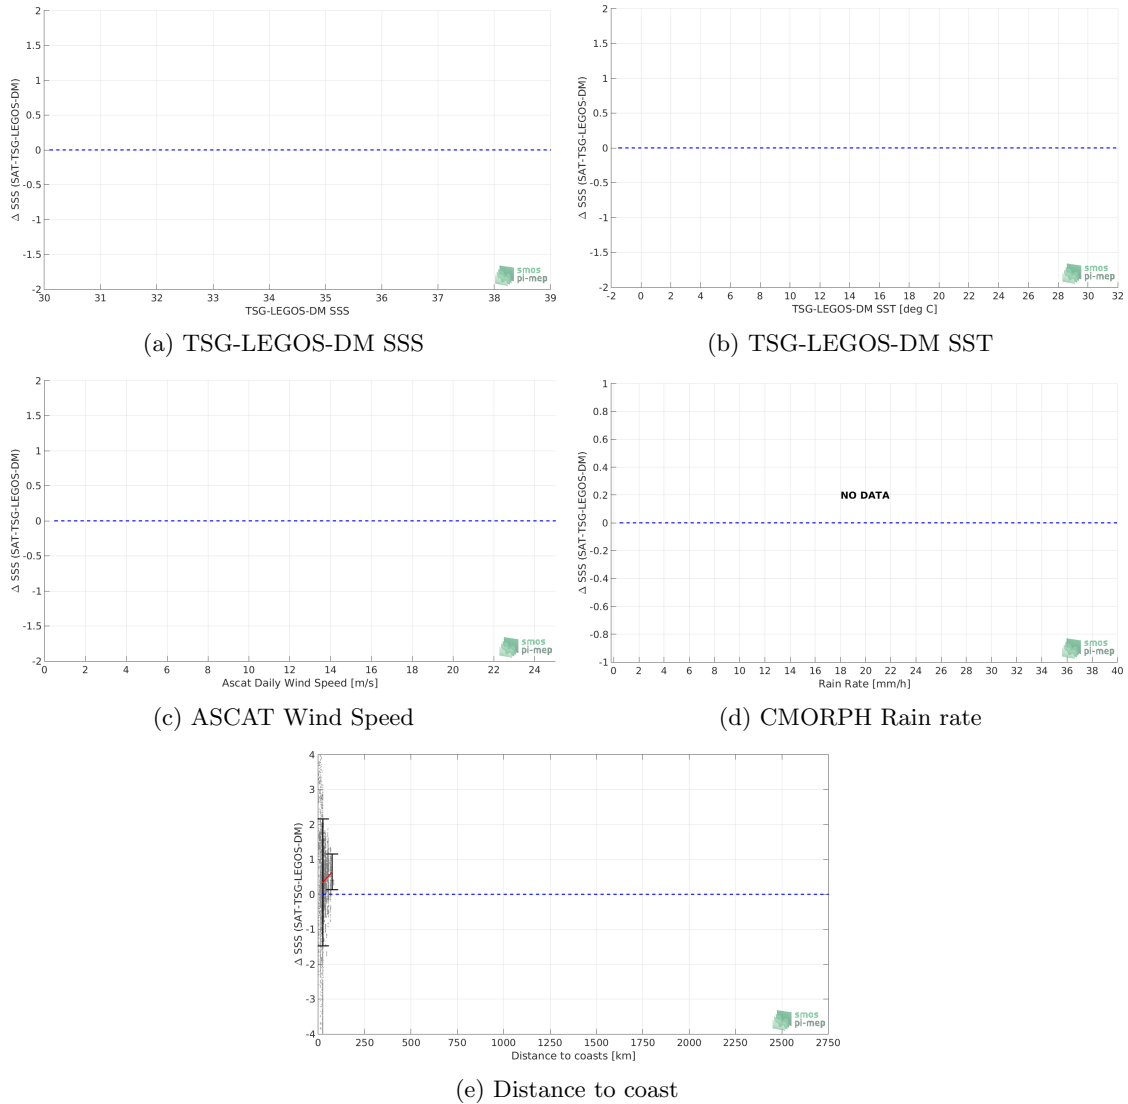 2
1.5
1
0.5
0
-0.5
-1
-1.5
-2
Δ SSS (SAT-TSG-LEGOS-DM)
30 31 32 33 34 35 36 37 38 39
TSG-LEGOS-DM SSS
smos
pi-mep
(a) TSG-LEGOS-DM SSS
2
1.5
1
0.5
0
-0.5
-1
-1.5
-2
Δ SSS (SAT-TSG-LEGOS-DM)
-2 0 2 4 6 8 10 12 14 16 18 20 22 24 26 28 30 32
TSG-LEGOS-DM SST [deg C]
smos
pi-mep
(b) TSG-LEGOS-DM SST
2
1.5
1
0.5
0
-0.5
-1
-1.5
-2
Δ SSS (SAT-TSG-LEGOS-DM)
0 2 4 6 8 10 12 14 16 18 20 22 24
Ascat Daily Wind Speed [m/s]
smos
pi-mep
(c) ASCAT Wind Speed
1
0.8
0.6
0.4
0.2
0
-0.2
-0.4
-0.6
-0.8
-1
Δ SSS (SAT-TSG-LEGOS-DM)
NO DATA
0 2 4 6 8 10 12 14 16 18 20 22 24 26 28 30 32 34 36 38 40
Rain Rate [mm/h]
smos
pi-mep
(d) CMORPH Rain rate
4
3
2
1
0
-1
-2
-3
-4
Δ SSS (SAT-TSG-LEGOS-DM)
0 250 500 750 1000 1250 1500 1750 2000 2250 2500 2750
Distance to coasts [km]
smos
pi-mep
(e) Distance to coast